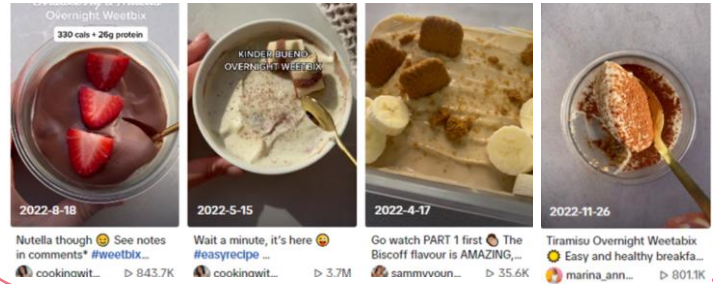 Overnight Weetbix
330 cals + 26g protein
2022-8-18
Nutella though 😋 See notes
in comments* #weetbix...
cookingwit...
▷ 843.7K
KINDER BUENO
OVERNIGHT WEETBIX
2022-5-15
Wait a minute, it's here 😜
#easyrecipe ...
cookingwit...
▷ 3.7M
2022-4-17
Go watch PART 1 first The
Biscoff flavour is AMAZING,...
sammyyoun...
▷ 35.6K
2022-11-26
Tiramisu Overnight Weetabix
Easy and healthy breakfa...
marina_ann...
▷ 801.1K